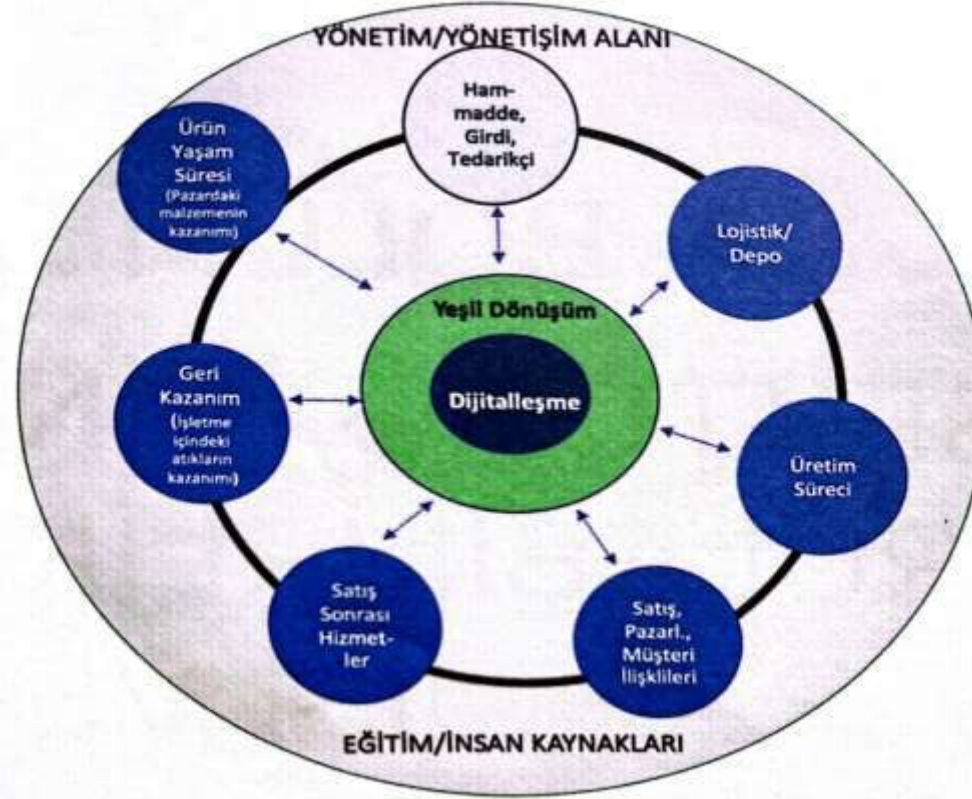 YÖNETİM/YÖNETİŞİM ALANI
Ham-
madde,
Girdi,
Tedarikçi
Lojistik/
Depo
Üretim
Süreci
Satış,
Pazarl.,
Müşteri
İlişklileri
Satış
Sonrası
Hizmet-
ler
Geri
Kazanım
(İşletme
içindeki
atıkların
kazanımı)
Ürün
Yaşam
Süresi
(Pazardaki
malzemenin
kazanımı)
Yeşil Dönüşüm
Dijitalleşme
EĞİTİM/İNSAN KAYNAKLARI